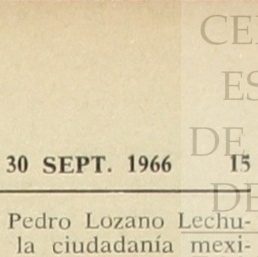 CE
ES
DE
DE
30 SEPT. 1966 15
Pedro Lozano Lechu-
la ciudadanía mexi-